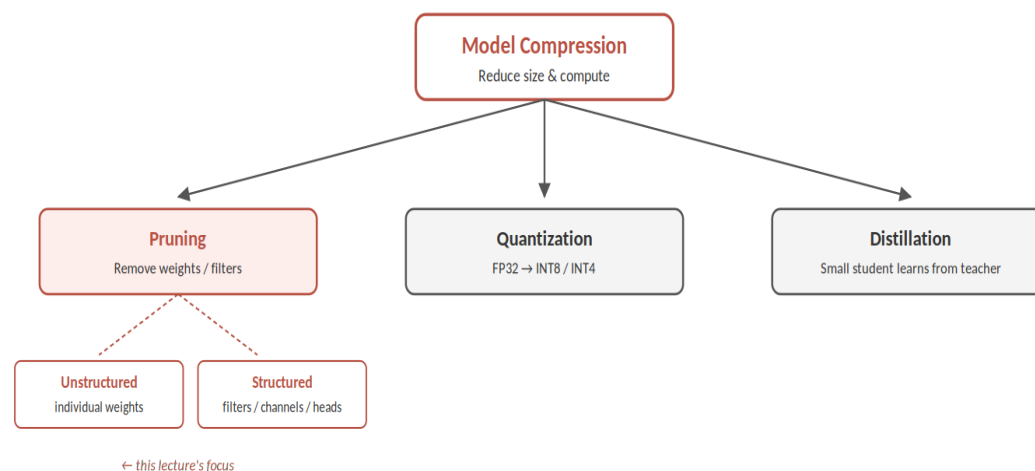 Model Compression
Reduce size & compute
Pruning
Remove weights / filters
Quantization
FP32 → INT8 / INT4
Distillation
Small student learns from teacher
Unstructured
individual weights
Structured
filters / channels / heads
← this lecture's focus